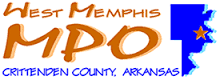 WEST MEMPHIS
MPO
CRITTENDEN COUNTY, ARKANSAS